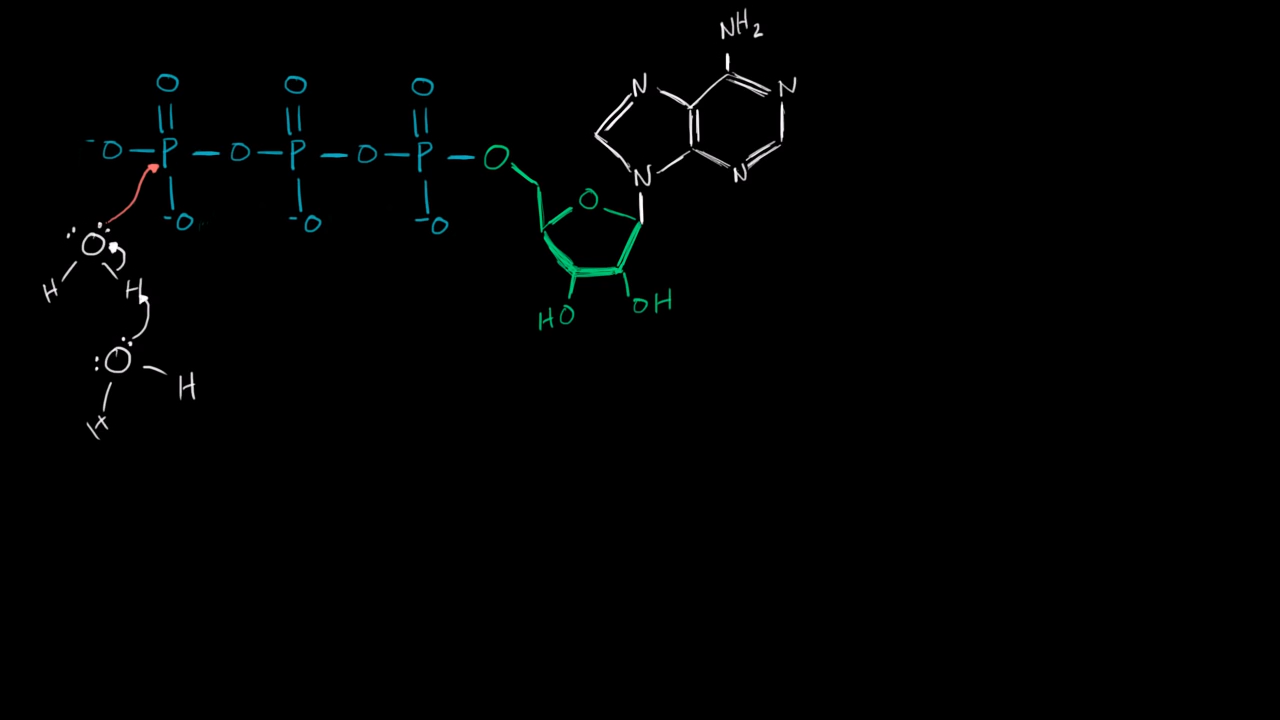 NH2
O O O N N
-O P O P O P O
N N
-O -O -O O
O
H H HO OH
O
H
H